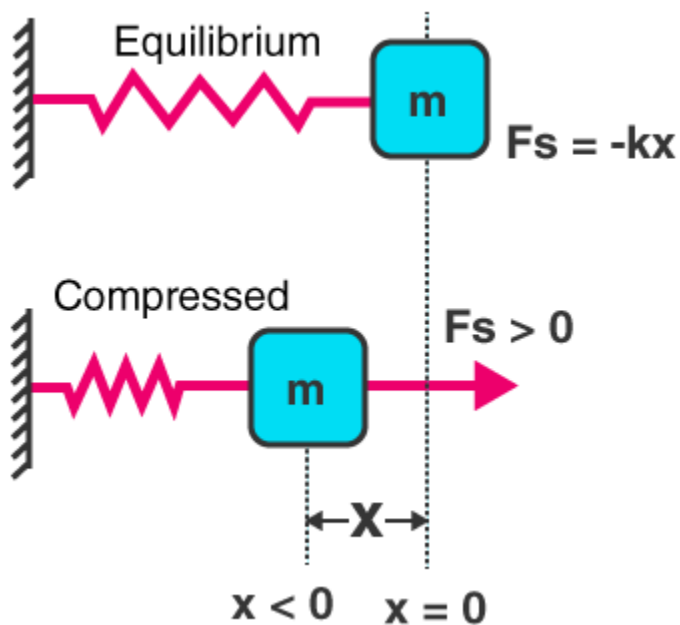 Equilibrium
m
Fs = -kx
Compressed
Fs > 0
m
x
x < 0
x = 0